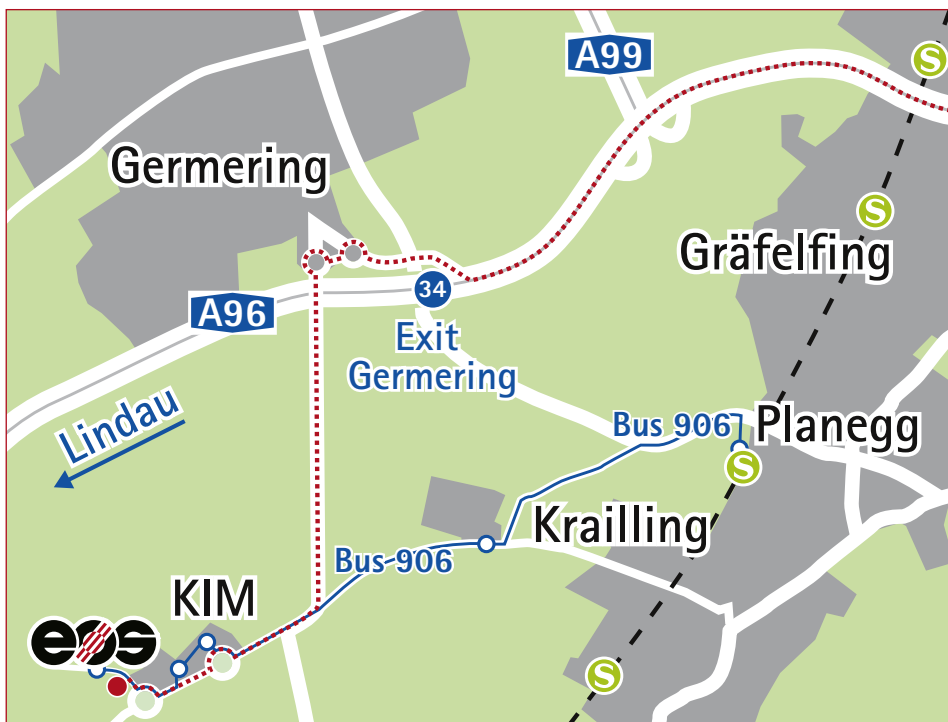 S
A99
Germering
S
Gräfelfing
34
A96
Exit
Germering
Lindau
Bus 906
Planegg
S
Krailling
Bus 906
KIM
eos
S